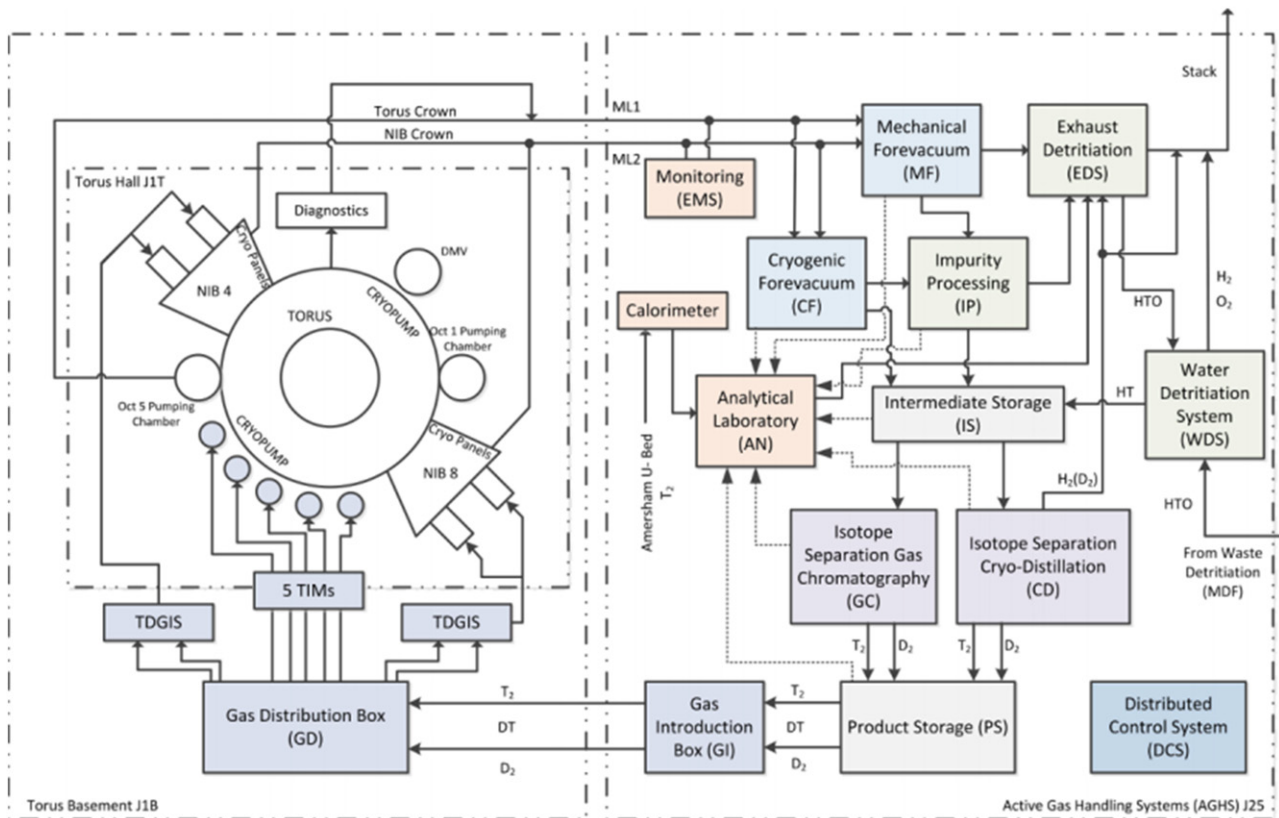 Stack
Torus Crown
ML1
NIB Crown
ML2
Mechanical
Forevacuum
(MF)
Exhaust
Detritiation
(EDS)
Monitoring
(EMS)
Torus Hall J1T
Diagnostics
Cryo Panels
NIB 4
DMV
CRYOPUMP
TORUS
Oct 1 Pumping
Chamber
Cryogenic
Forevacuum
(CF)
Impurity
Processing
(IP)
H₂
O₂
HTO
Calorimeter
Oct 5 Pumping
Chamber
CRYOPUMP
Cryo Panels
NIB 8
Analytical
Laboratory
(AN)
Intermediate Storage
(IS)
HT
Water
Detritiation
System
(WDS)
Amersham U- Bed
T₂
H₂(D₂)
HTO
From Waste
Detritiation
(MDF)
Isotope
Separation Gas
Chromatography
(GC)
Isotope Separation
Cryo-Distillation
(CD)
5 TIMs
TDGIS
TDGIS
T₂
D₂
T₂
D₂
Gas Distribution Box
(GD)
T₂
DT
D₂
Gas
Introduction
Box (GI)
T₂
DT
D₂
Product Storage (PS)
Distributed
Control System
(DCS)
Torus Basement J1B
Active Gas Handling Systems (AGHS) J25